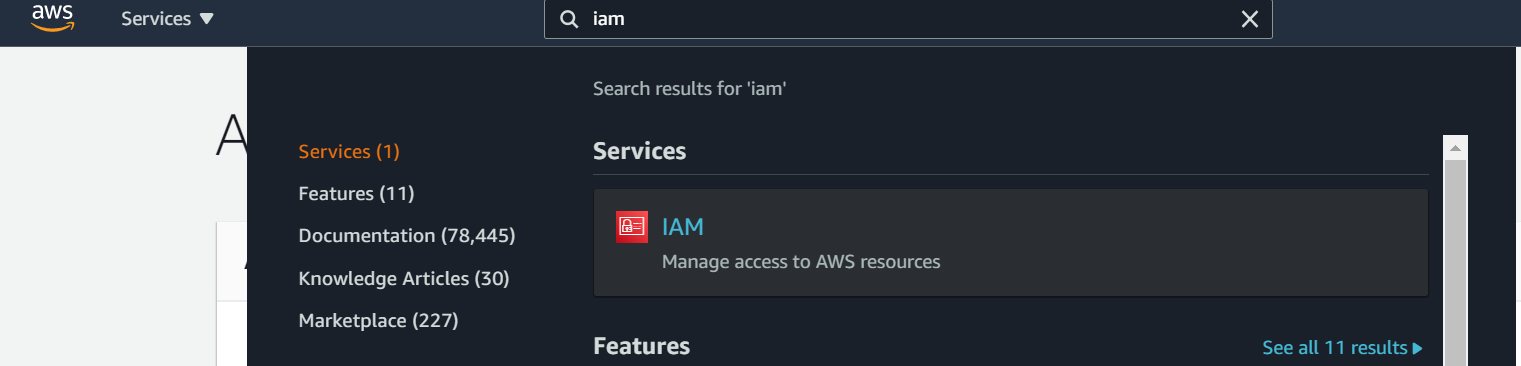 aws
Services ▼
iam
Search results for 'iam'
Services (1)
Features (11)
Documentation (78,445)
Knowledge Articles (30)
Marketplace (227)
Services
IAM
Manage access to AWS resources
Features
See all 11 results
A